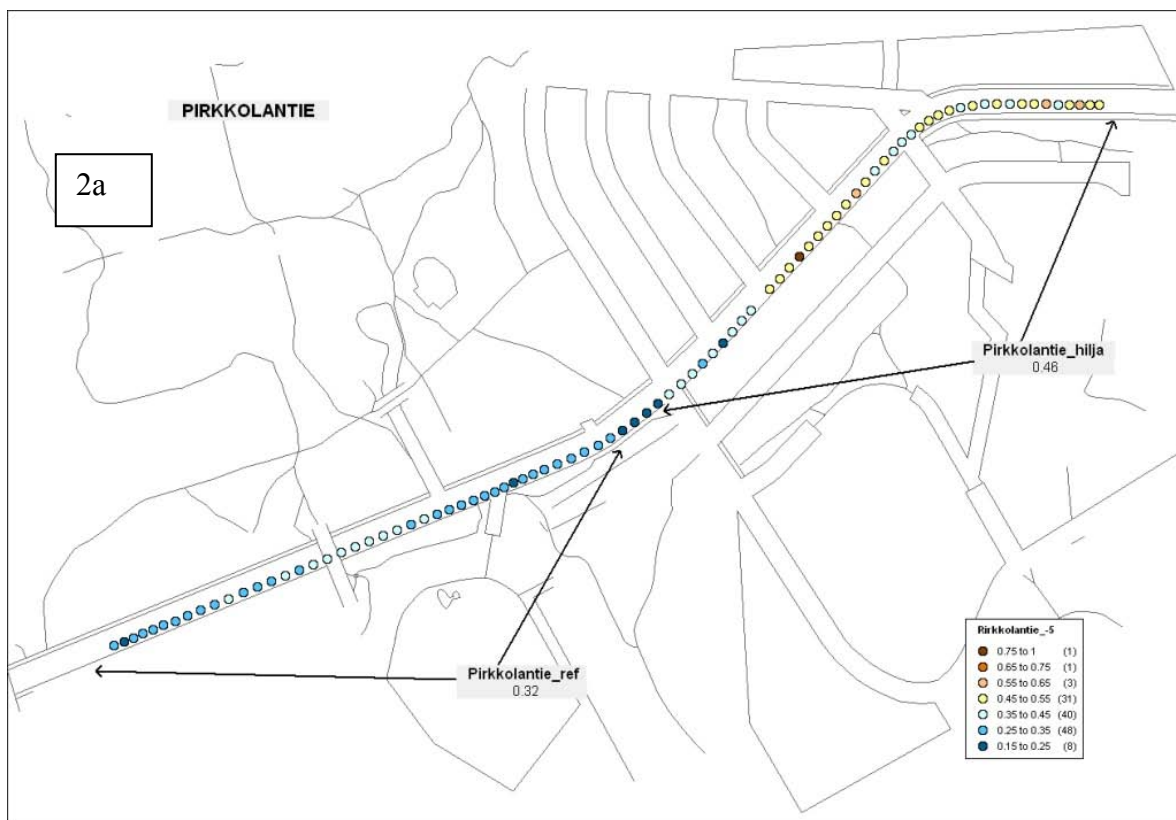 PIRKKOLANTIE
2a
Pirkkolantie_hilja
0.46
Pirkkolantie_ref
0.32
Rirkkolantie_-5
0.75 to 1 (1)
0.65 to 0.75 (1)
0.55 to 0.65 (3)
0.45 to 0.55 (31)
0.35 to 0.45 (40)
0.25 to 0.35 (48)
0.15 to 0.25 (8)